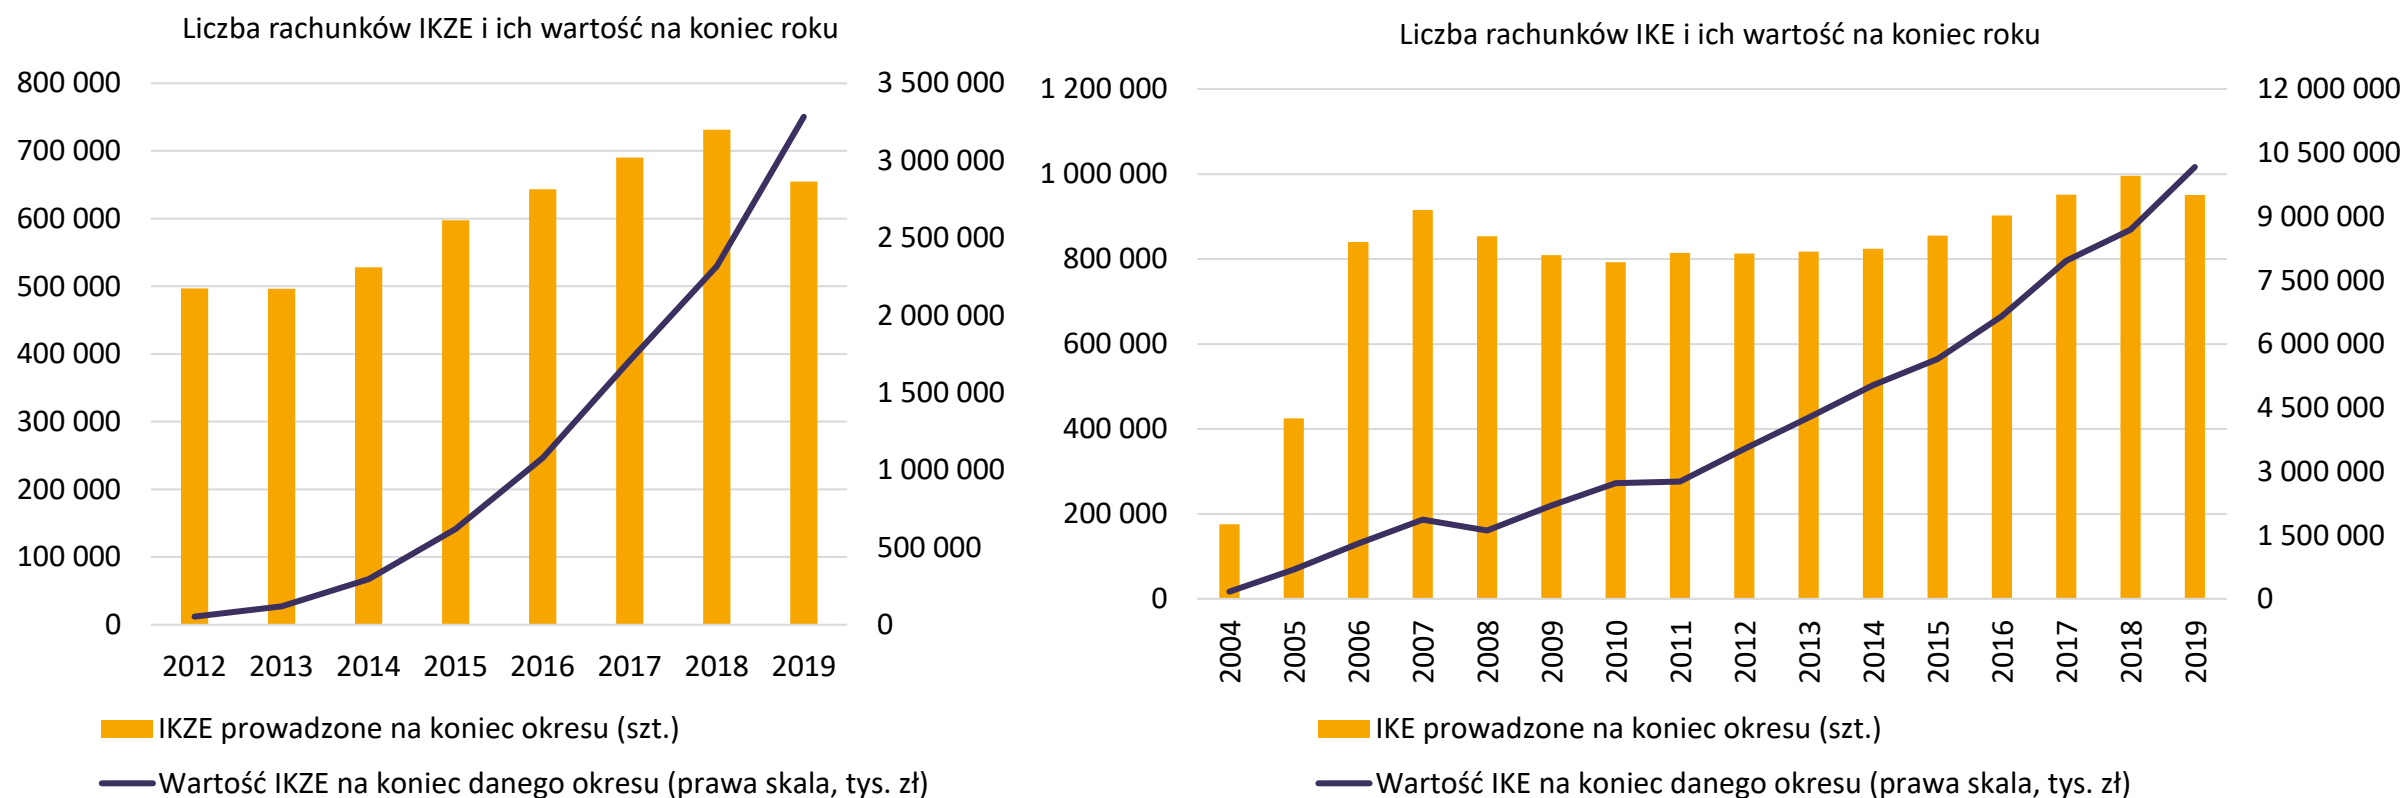 Liczba rachunków IKZE i ich wartość na koniec roku
800 000
700 000
600 000
500 000
400 000
300 000
200 000
100 000
0
3 500 000
3 000 000
2 500 000
2 000 000
1 500 000
1 000 000
500 000
0
2012 2013 2014 2015 2016 2017 2018 2019
IKZE prowadzone na koniec okresu (szt.)
Wartość IKZE na koniec danego okresu (prawa skala, tys. zł)
Liczba rachunków IKE i ich wartość na koniec roku
1 200 000
1 000 000
800 000
600 000
400 000
200 000
0
12 000 000
10 500 000
9 000 000
7 500 000
6 000 000
4 500 000
3 000 000
1 500 000
0
2004 2005 2006 2007 2008 2009 2010 2011 2012 2013 2014 2015 2016 2017 2018 2019
IKE prowadzone na koniec okresu (szt.)
Wartość IKE na koniec danego okresu (prawa skala, tys. zł)